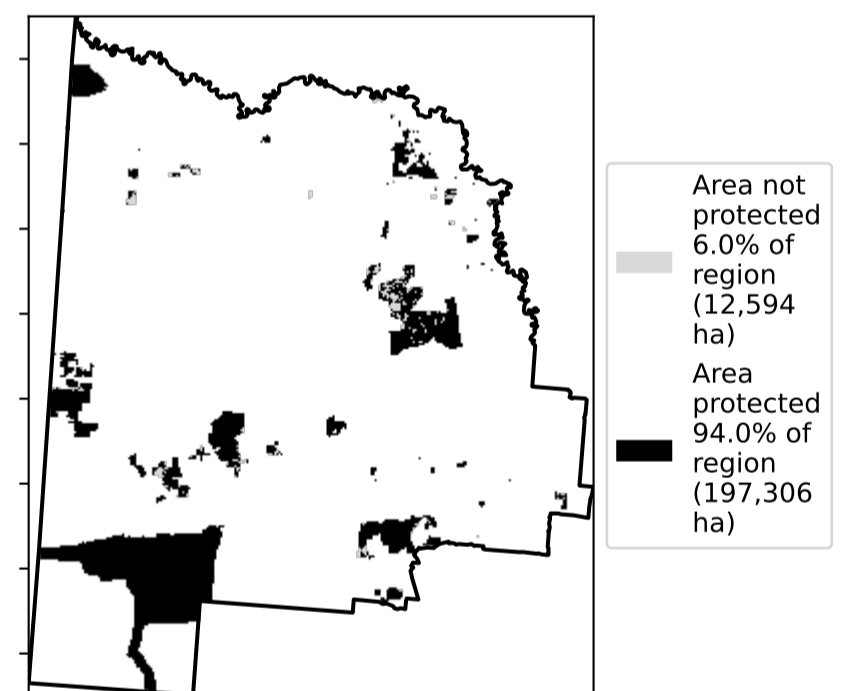 Area not
protected
6.0% of
region
(12,594
ha)
Area
protected
94.0% of
region
(197,306
ha)